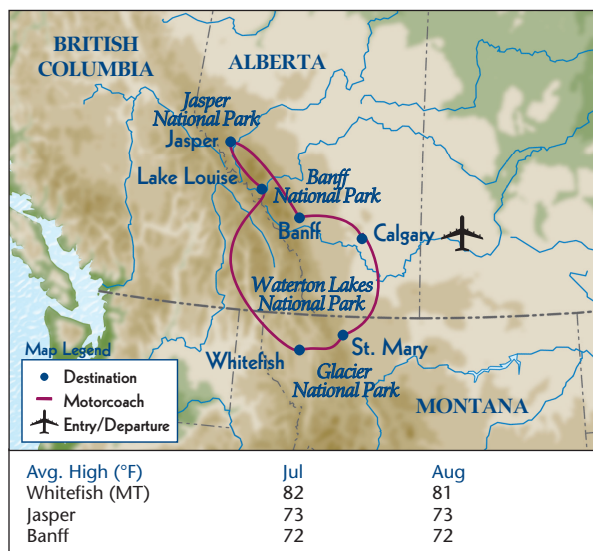 BRITISH
COLUMBIA
ALBERTA
Jasper
National Park
Jasper
Lake Louise
Banff
National Park
Banff
Calgary
Waterton Lakes
National Park
Whitefish
St. Mary
Glacier
National Park
MONTANA
Map Legend
Destination
Motorcoach
Entry/Departure
Avg. High (°F) Jul Aug
Whitefish (MT) 82 81
Jasper 73 73
Banff 72 72